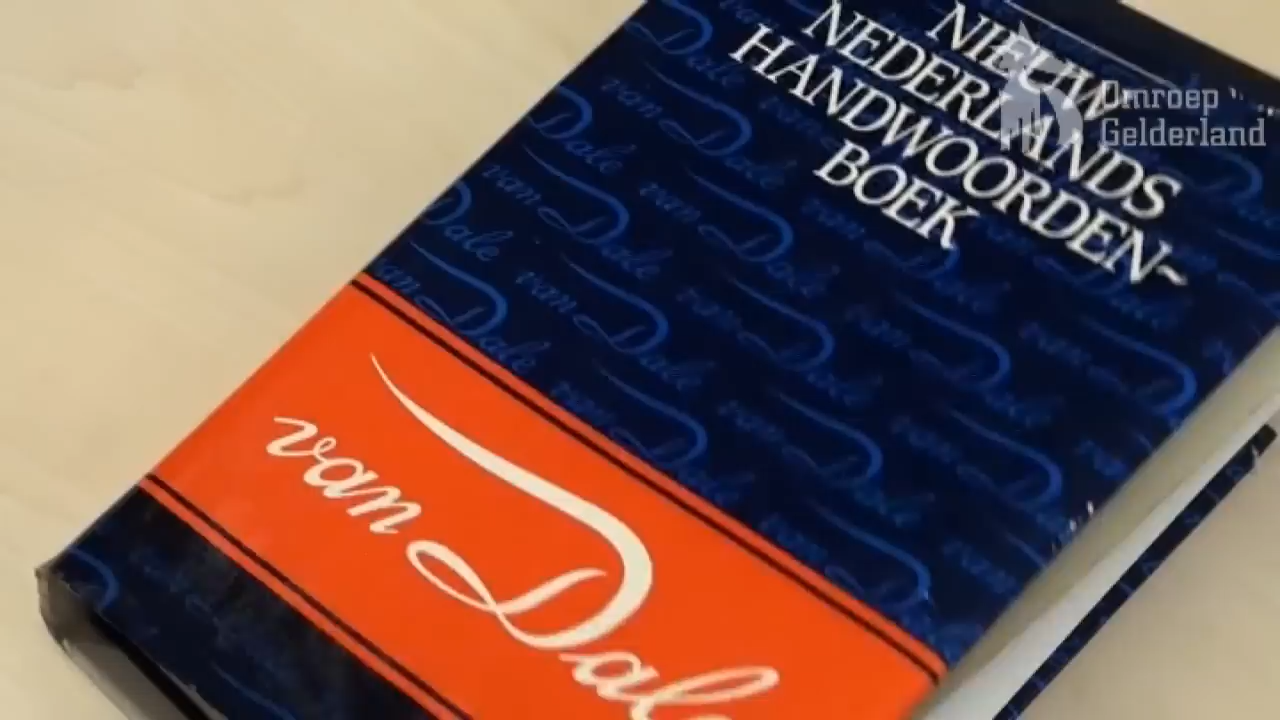 NIEUW
NEDERLANDS
HANDWOORDEN~
BOEK
Omroep
Gelderland
van Dale